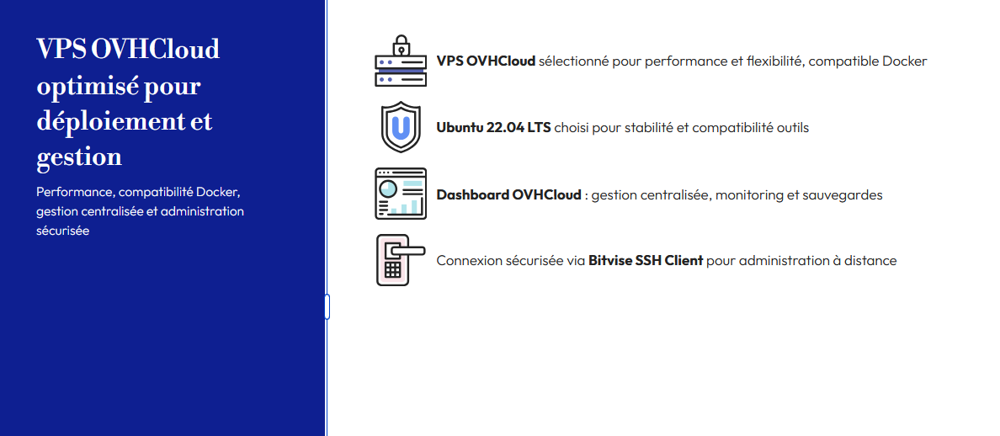 VPS OVHCloud
optimisé pour
déploiement et
gestion
Performance, compatibilité Docker,
gestion centralisée et administration
sécurisée
VPS OVHCloud sélectionné pour performance et flexibilité, compatible Docker
U
Ubuntu 22.04 LTS choisi pour stabilité et compatibilité outils
Dashboard OVHCloud : gestion centralisée, monitoring et sauvegardes
Connexion sécurisée via Bitvise SSH Client pour administration à distance